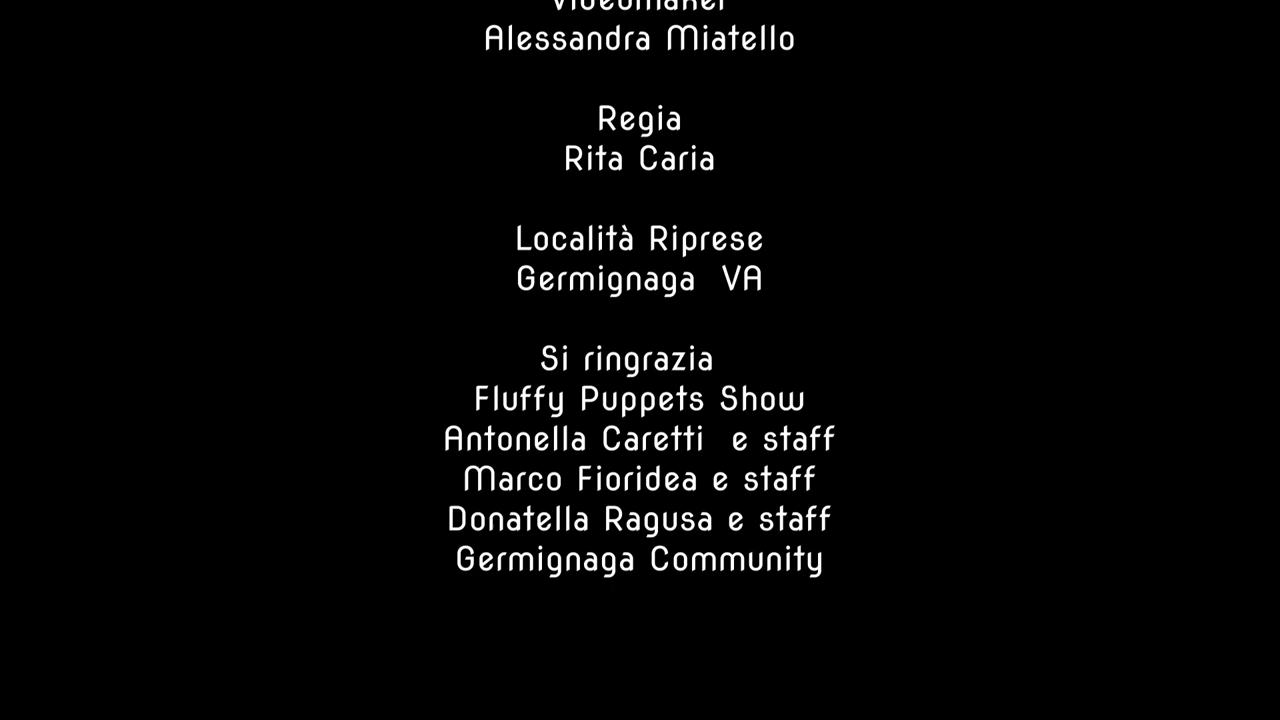 Videomaker
Alessandra Miatello
Regia
Rita Caria
Località Riprese
Germignaga VA
Si ringrazia
Fluffy Puppets Show
Antonella Caretti e staff
Marco Fioridea e staff
Donatella Ragusa e staff
Germignaga Community